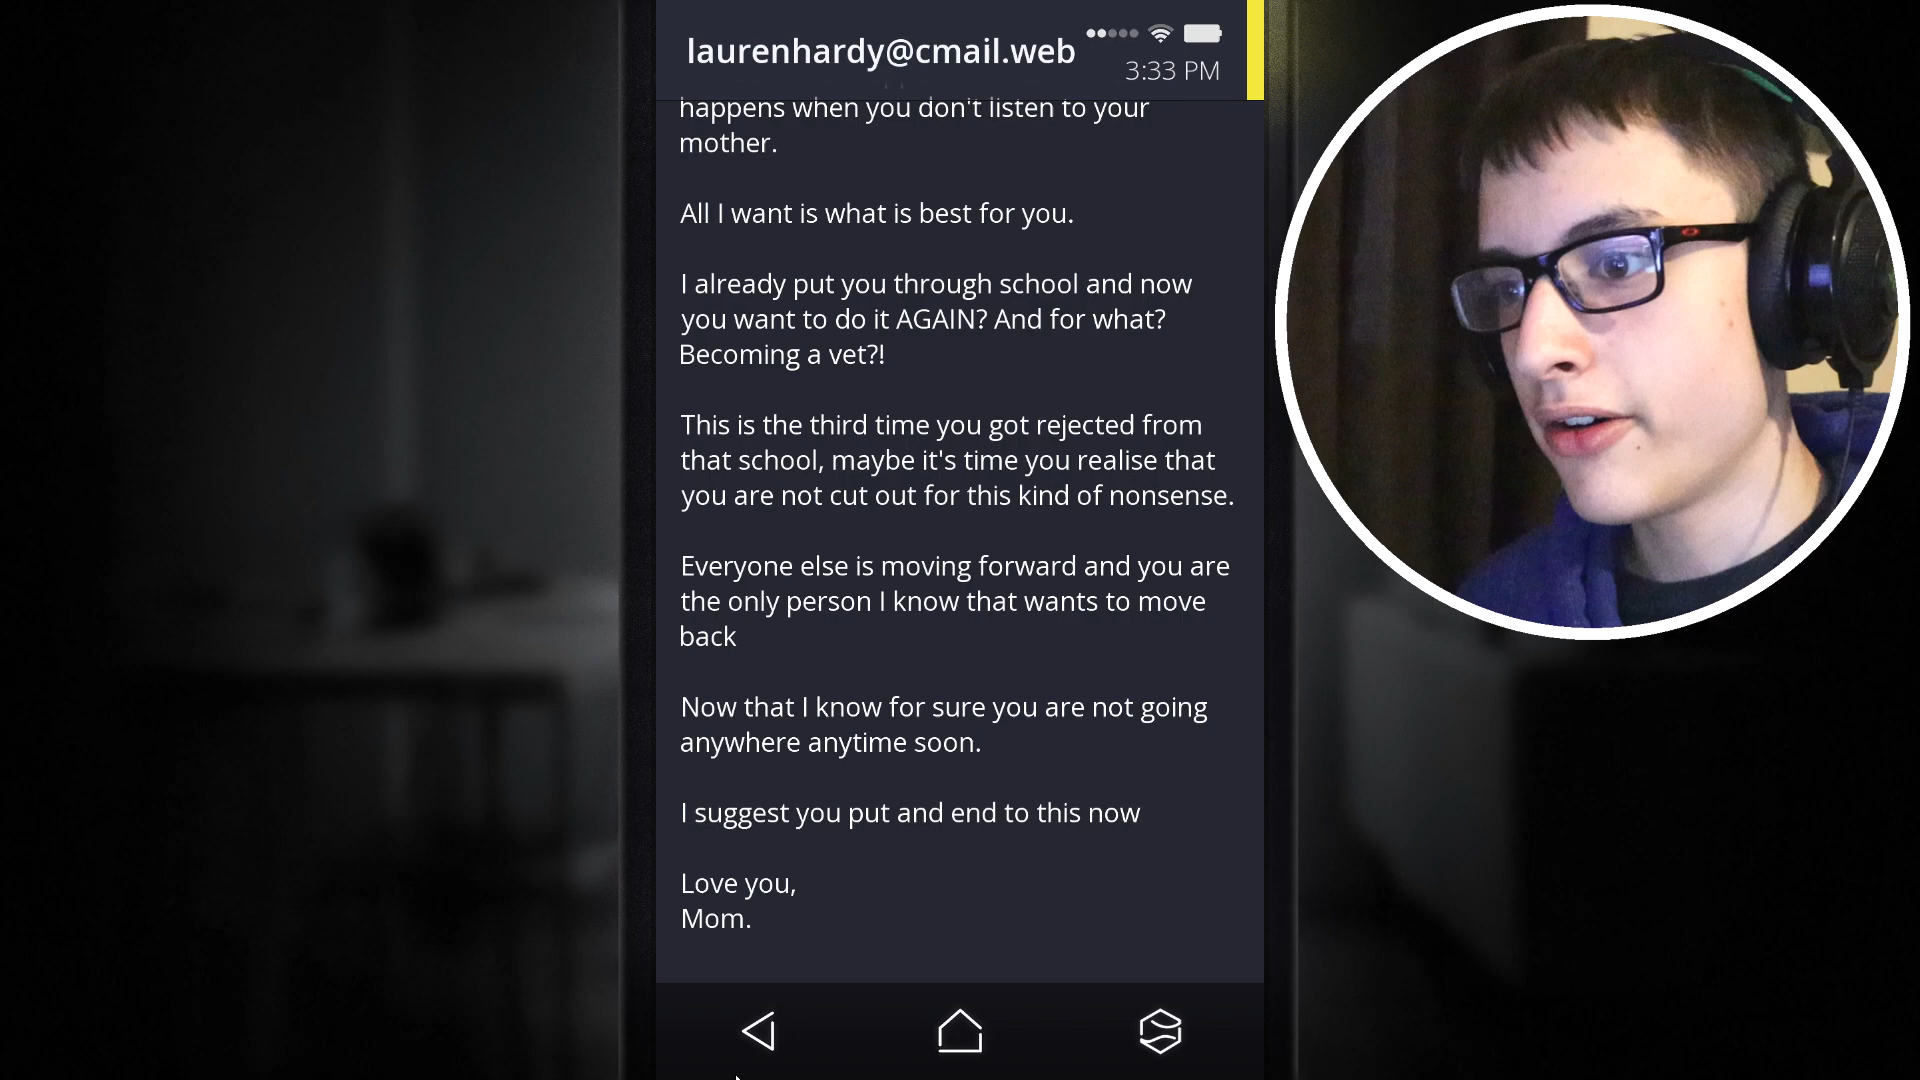 laurenhardy@cmail.web
3:33 PM
happens when you don't listen to your
mother.
All I want is what is best for you.
I already put you through school and now
you want to do it AGAIN? And for what?
Becoming a vet?!
This is the third time you got rejected from
that school, maybe it's time you realise that
you are not cut out for this kind of nonsense.
Everyone else is moving forward and you are
the only person I know that wants to move
back
Now that I know for sure you are not going
anywhere anytime soon.
I suggest you put and end to this now
Love you,
Mom.